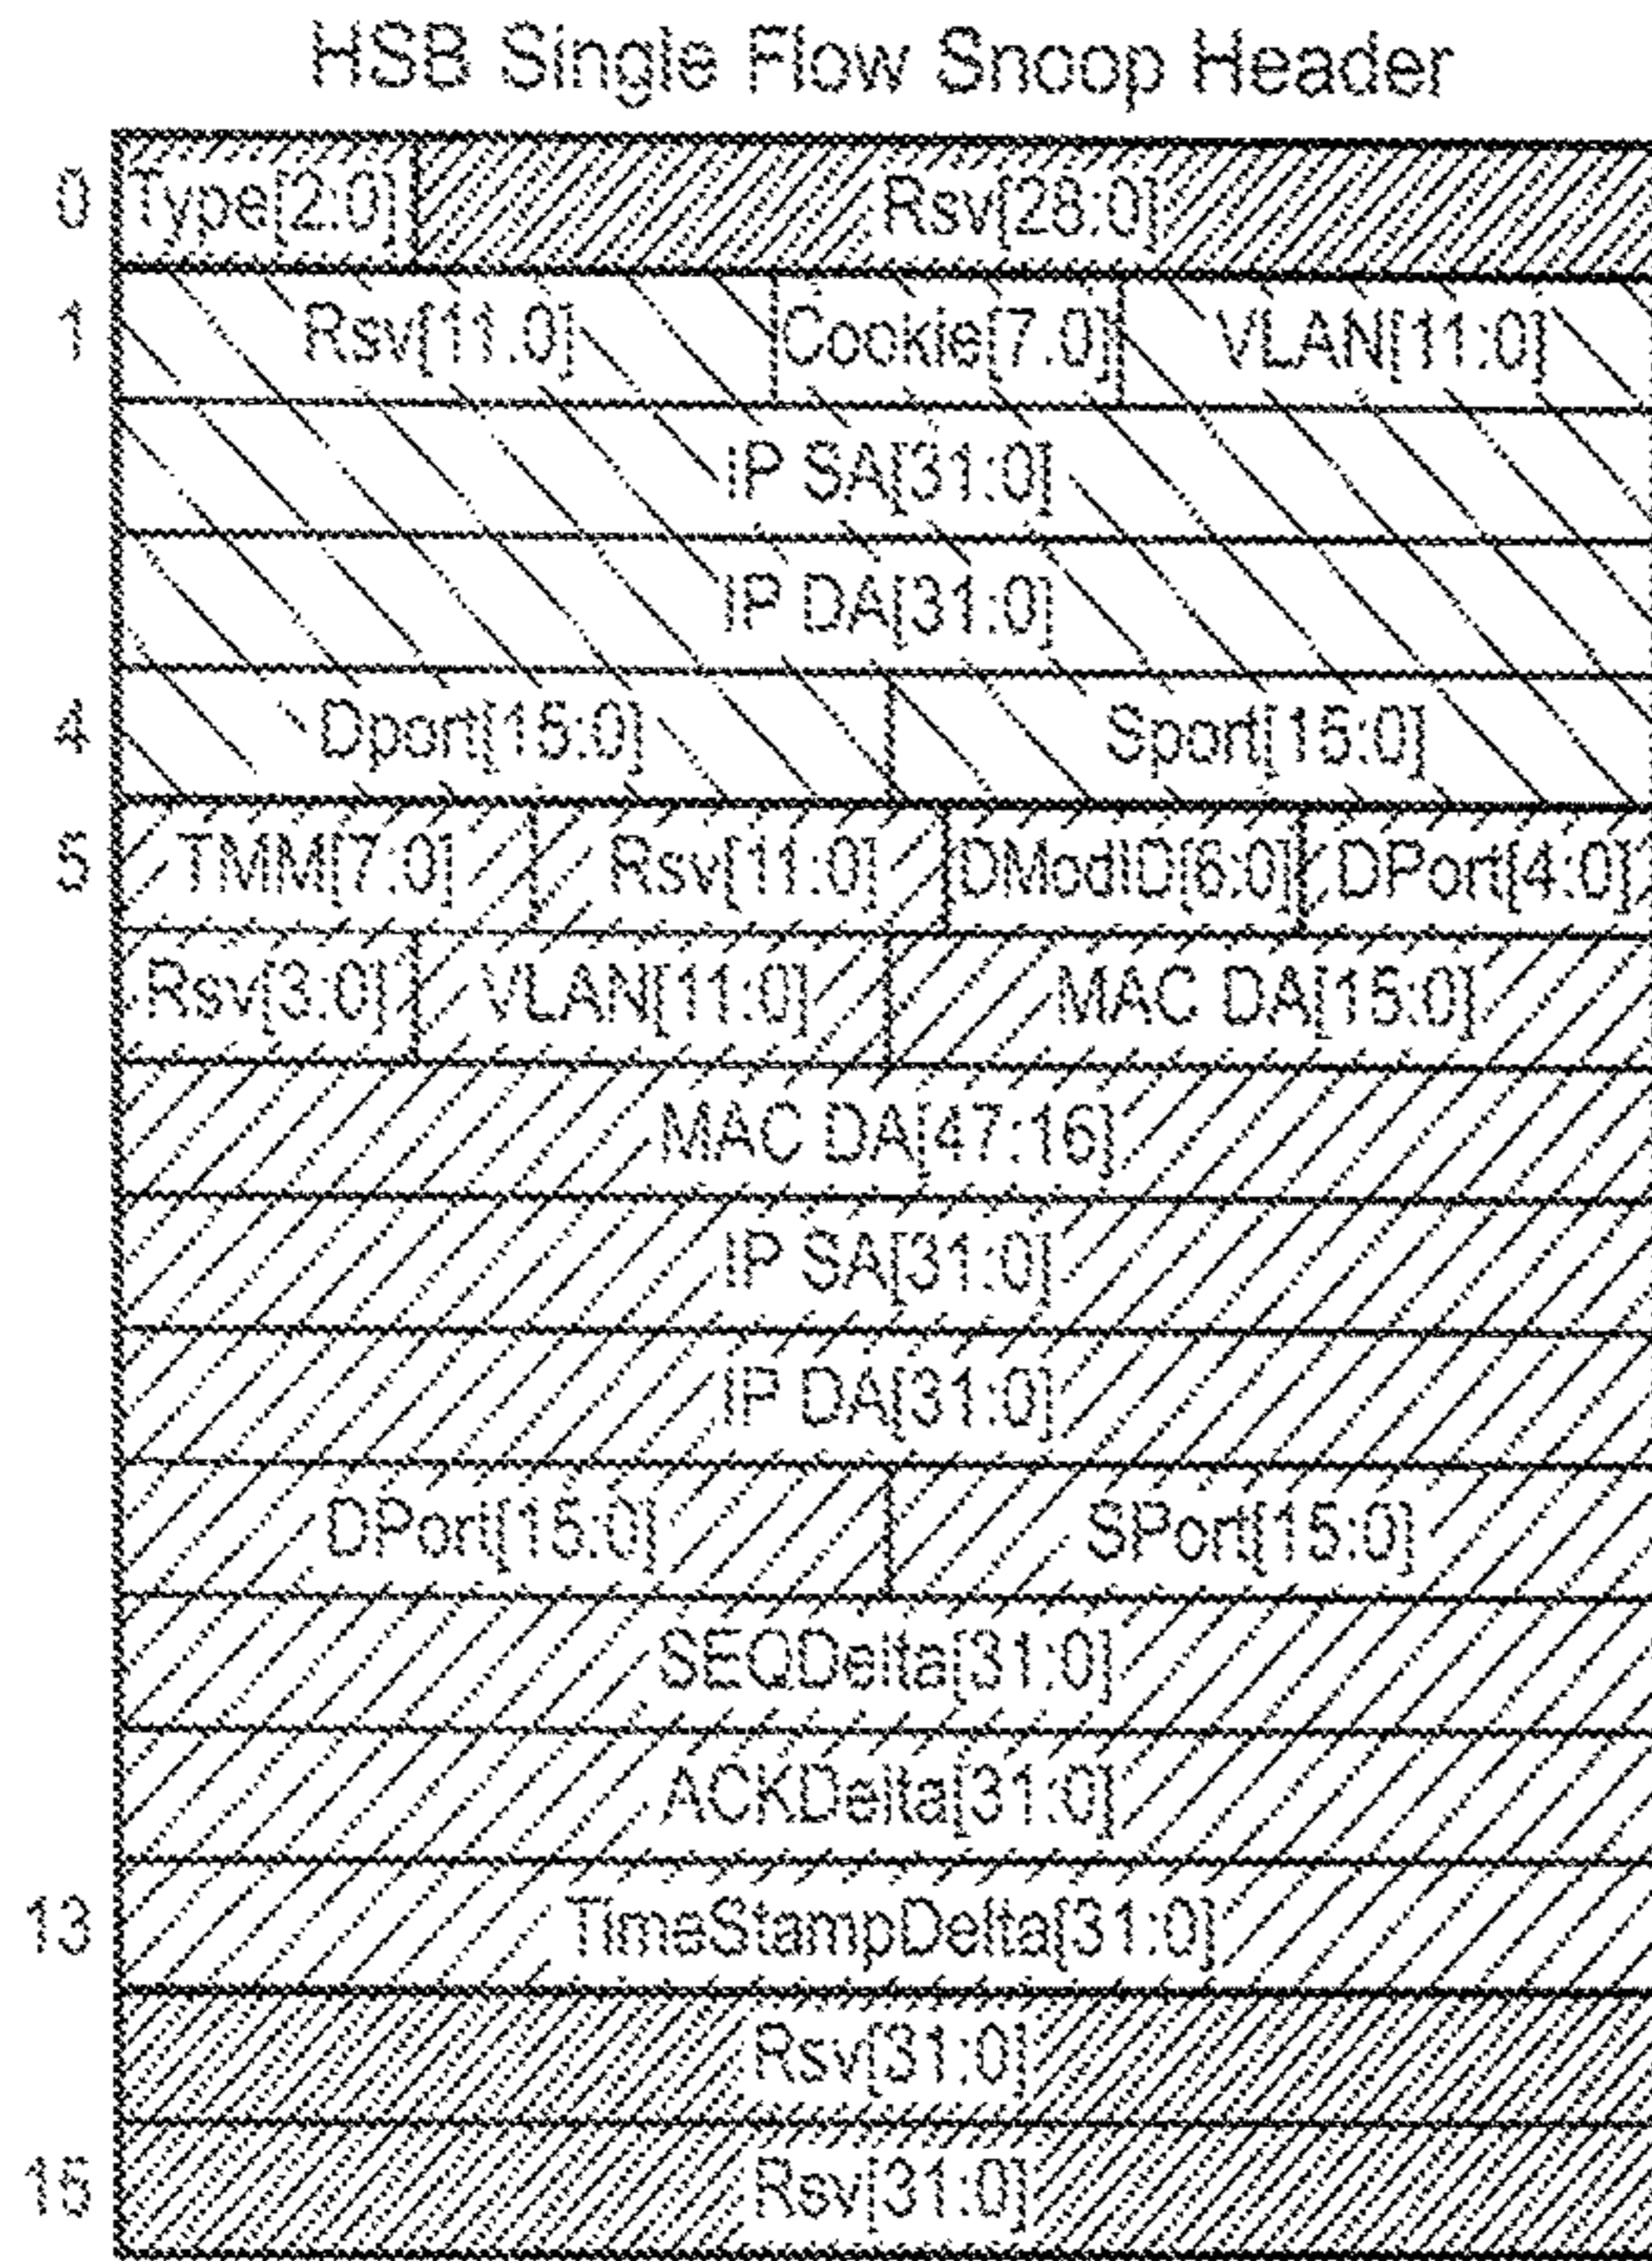 HSB Single Flow Snoop Header
0 Type[2:0] Rsv[28:0]
1 Rsv[11.0] Cookie[7.0] VLAN[11:0]
IP SA[31:0]
IP DA[31:0]
4 Dport[15:0] Sport[15:0]
5 TMM[7:0] Rsv[11:0] DModID[6:0] DPort[4:0]
Rsv[3:0] VLAN[11:0] MAC DA[15:0]
MAC DA[47:16]
IP SA[31:0]
IP DA[31:0]
DPort[15:0] SPort[15:0]
SEQDelta[31:0]
ACKDelta[31:0]
13 TimeStampDelta[31:0]
Rsv[31:0]
15 Rsv[31:0]